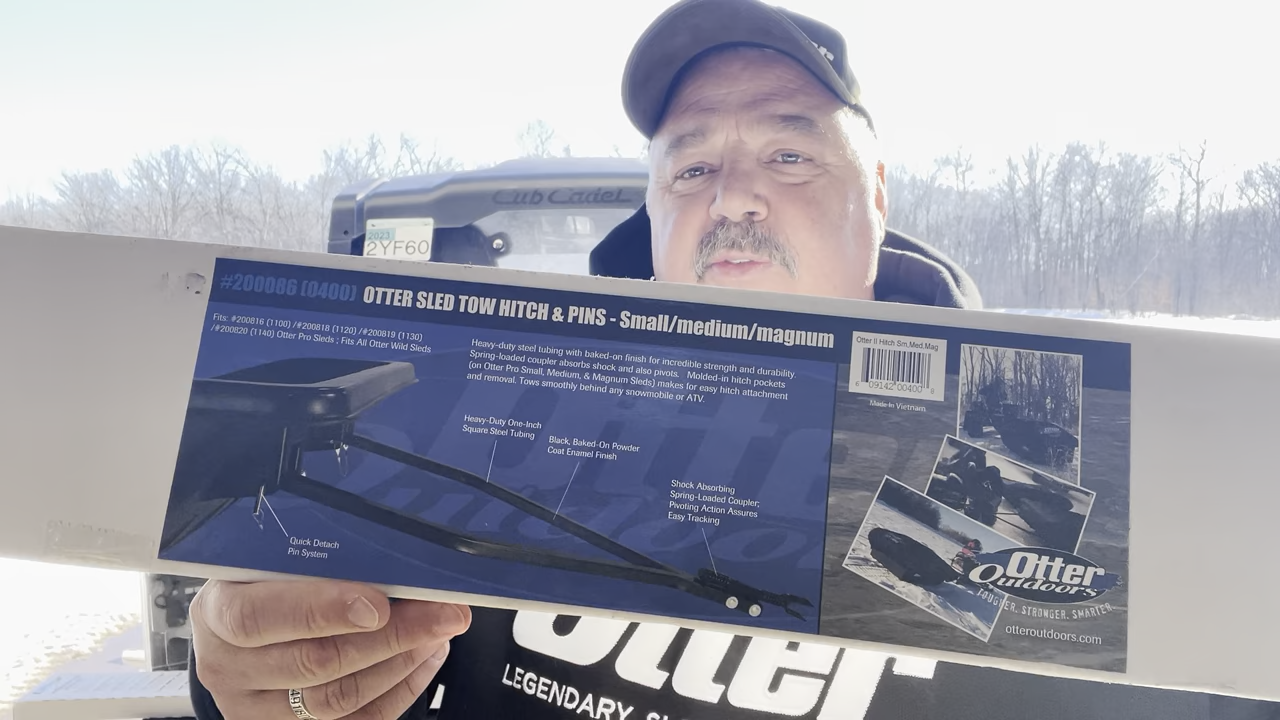 Cub Cadet
2023
2YF60
#200086 (0400) OTTER SLED TOW HITCH & PINS - Small/medium/magnum
Fits: #200816 (1100) /#200818 (1120) /#200819 (1130)
/#200820 (1140) Otter Pro Sleds ; Fits All Otter Wild Sleds
Heavy-duty steel tubing with baked-on finish for incredible strength and durability.
Spring-loaded coupler absorbs shock and also pivots. Molded-in hitch pockets
(on Otter Pro Small, Medium, & Magnum Sleds) makes for easy hitch attachment
and removal. Tows smoothly behind any snowmobile or ATV.
Heavy-Duty One-Inch
Square Steel Tubing
Black, Baked-On Powder
Coat Enamel Finish
Shock Absorbing
Spring-Loaded Coupler;
Pivoting Action Assures
Easy Tracking
Quick Detach
Pin System
Otter II Hitch Sm,Med,Mag
6 09142 00400
Made in Vietnam
Otter
Outdoors
TOUGHER. STRONGER. SMARTER.
otteroutdoors.com
Otter
LEGENDARY